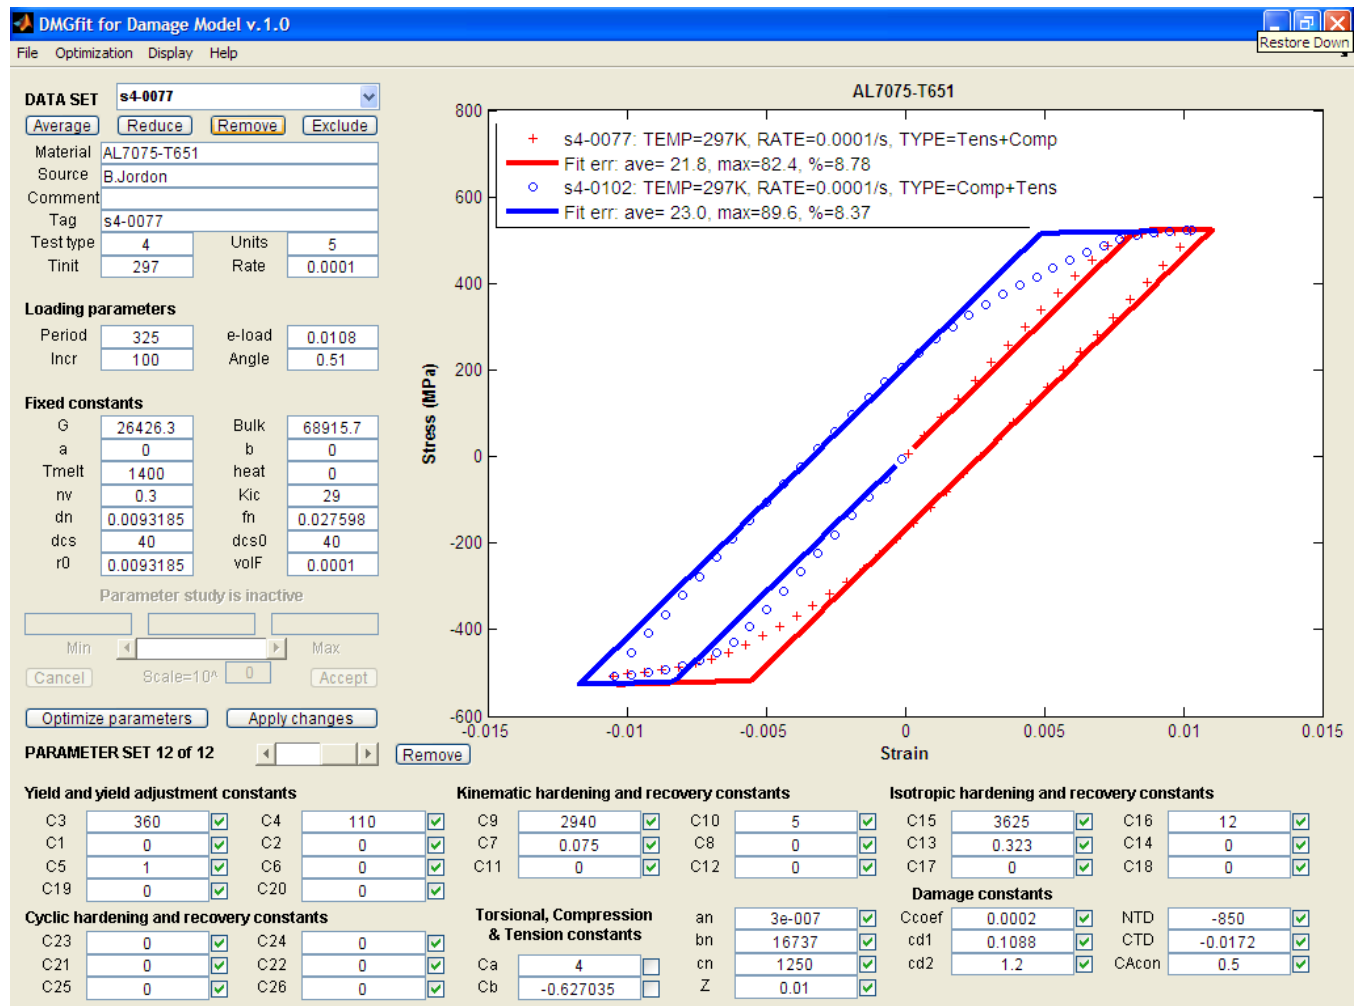 DMGfit for Damage Model v.1.0
Restore Down
File Optimization Display Help
DATA SET s4-0077
Average Reduce Remove Exclude
Material AL7075-T651
Source B.Jordon
Comment
Tag s4-0077
Test type 4 Units 5
Tinit 297 Rate 0.0001
Loading parameters
Period 325 e-load 0.0108
Incr 100 Angle 0.51
Fixed constants
G 26426.3 Bulk 68915.7
a 0 b 0
Tmelt 1400 heat 0
nv 0.3 Kic 29
dn 0.0093185 fn 0.027598
dcs 40 dcs0 40
r0 0.0093185 volF 0.0001
Parameter study is inactive
Min Max
Cancel Scale=10^ 0 Accept
Optimize parameters Apply changes
PARAMETER SET 12 of 12 Remove
AL7075-T651
s4-0077: TEMP=297K, RATE=0.0001/s, TYPE=Tens+Comp
Fit err: ave= 21.8, max=82.4, %=8.78
s4-0102: TEMP=297K, RATE=0.0001/s, TYPE=Comp+Tens
Fit err: ave= 23.0, max=89.6, %=8.37
800
600
400
200
0
-200
-400
-600
Stress (MPa)
-0.015 -0.01 -0.005 0 0.005 0.01 0.015
Strain
Yield and yield adjustment constants
C3 360 C4 110
C1 0 C2 0
C5 1 C6 0
C19 0 C20 0
Cyclic hardening and recovery constants
C23 0 C24 0
C21 0 C22 0
C25 0 C26 0
Kinematic hardening and recovery constants
C9 2940 C10 5
C7 0.075 C8 0
C11 0 C12 0
Torsional, Compression
& Tension constants
Ca 4
Cb -0.627035
Isotropic hardening and recovery constants
C15 3625 C16 12
C13 0.323 C14 0
C17 0 C18 0
Damage constants
an 3e-007 Ccoef 0.0002 NTD -850
bn 16737 cd1 0.1088 CTD -0.0172
cn 1250 cd2 1.2 CAcon 0.5
Z 0.01